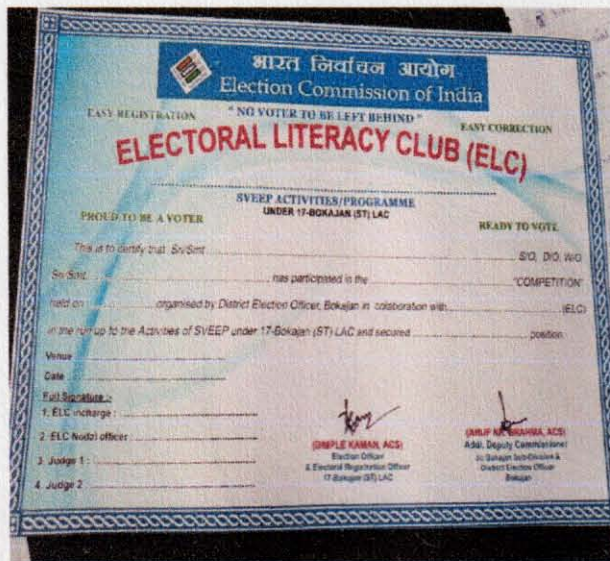 भारत निर्वाचन आयोग
Election Commission of India
EASY REGISTRATION
" NO VOTER TO BE LEFT BEHIND "
EASY CORRECTION
ELECTORAL LITERACY CLUB (ELC)
SVEEP ACTIVITIES/PROGRAMME
UNDER 17-BOKAJAN (ST) LAC
PROUD TO BE A VOTER
READY TO VOTE
This is to certify that Sri/Smt. S/O, D/O, W/O
Sri/Smt. has participated in the "COMPETITION"
held on organised by District Election Officer, Bokajan in colaboration with (ELC)
in the run up to the Activities of SVEEP under 17-Bokajan (ST) LAC and secured position.
Venue
Date
Full Signature :-
1. ELC incharge :
2. ELC Nodal officer :
3. Judge 1 :
4. Judge 2
(DIMPLE KAMAN, ACS)
Election Officer
& Electoral Registration Officer
17-Bokajan (ST) LAC
BRAHMA, ACS)
Addl. Deputy Commissioner
Bokajan Sub-Division &
District Election Officer
Bokajan